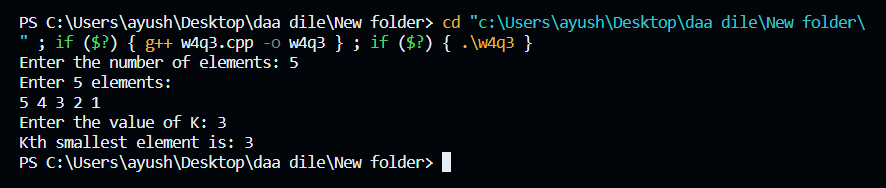 PS C:\Users\ayush\Desktop\daa dile\New folder> cd "c:\Users\ayush\Desktop\daa dile\New folder\
" ; if ($?) { g++ w4q3.cpp -o w4q3 } ; if ($?) { .\w4q3 }
Enter the number of elements: 5
Enter 5 elements:
5 4 3 2 1
Enter the value of K: 3
Kth smallest element is: 3
PS C:\Users\ayush\Desktop\daa dile\New folder>